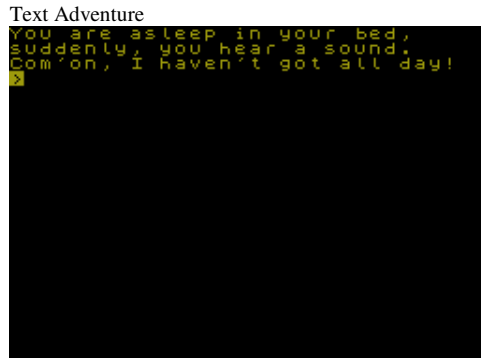 Text Adventure
You are asleep in your bed,
suddenly, you hear a sound.
Com'on, I haven't got all day!
>